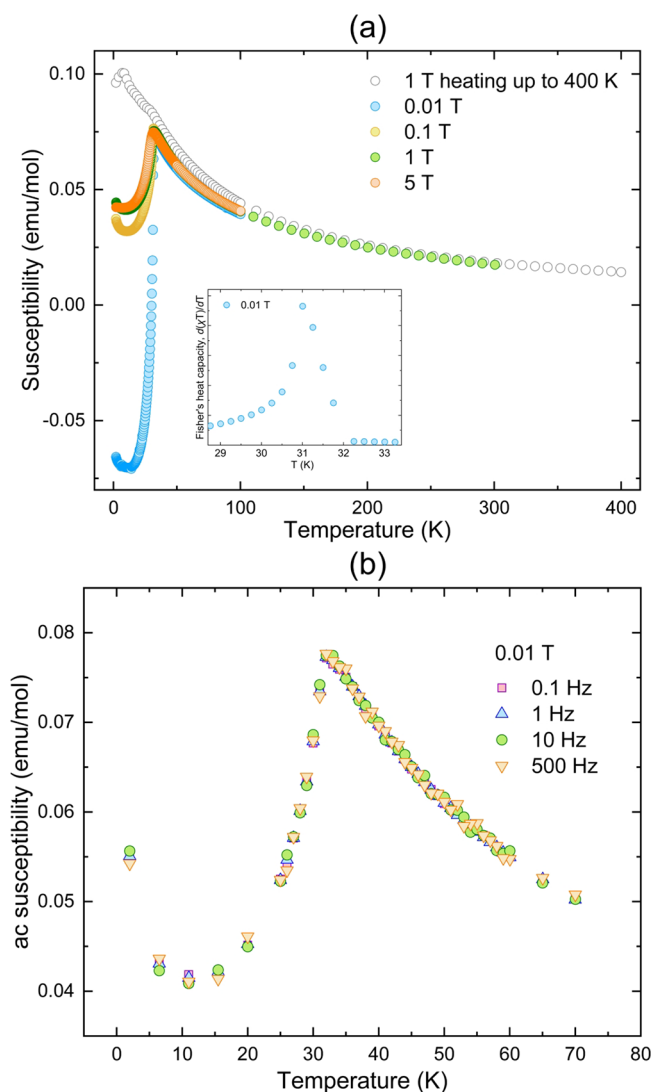 (a)
0.10
0.05
0.00
-0.05
Susceptibility (emu/mol)
1 T heating up to 400 K
0.01 T
0.1 T
1 T
5 T
Fisher's heat capacity, d(χT)/dT
0.01 T
29 30 31 32 33
T (K)
0 100 200 300 400
Temperature (K)
(b)
0.08
0.07
0.06
0.05
0.04
ac susceptibility (emu/mol)
0.01 T
0.1 Hz
1 Hz
10 Hz
500 Hz
0 10 20 30 40 50 60 70 80
Temperature (K)